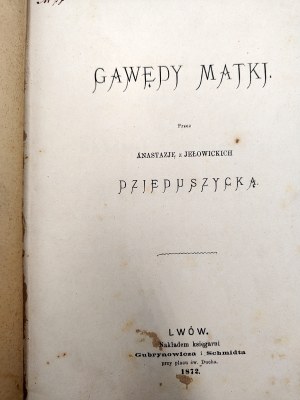 GAWĘDY MATKI.
Przez
ANASTAZJĘ z JEŁOWICKICH
DZIEDUSZYCKĄ
LWÓW.
Nakładem księgarni
Gubrynowicza i Schmidta
przy placu św. Ducha.
1872.